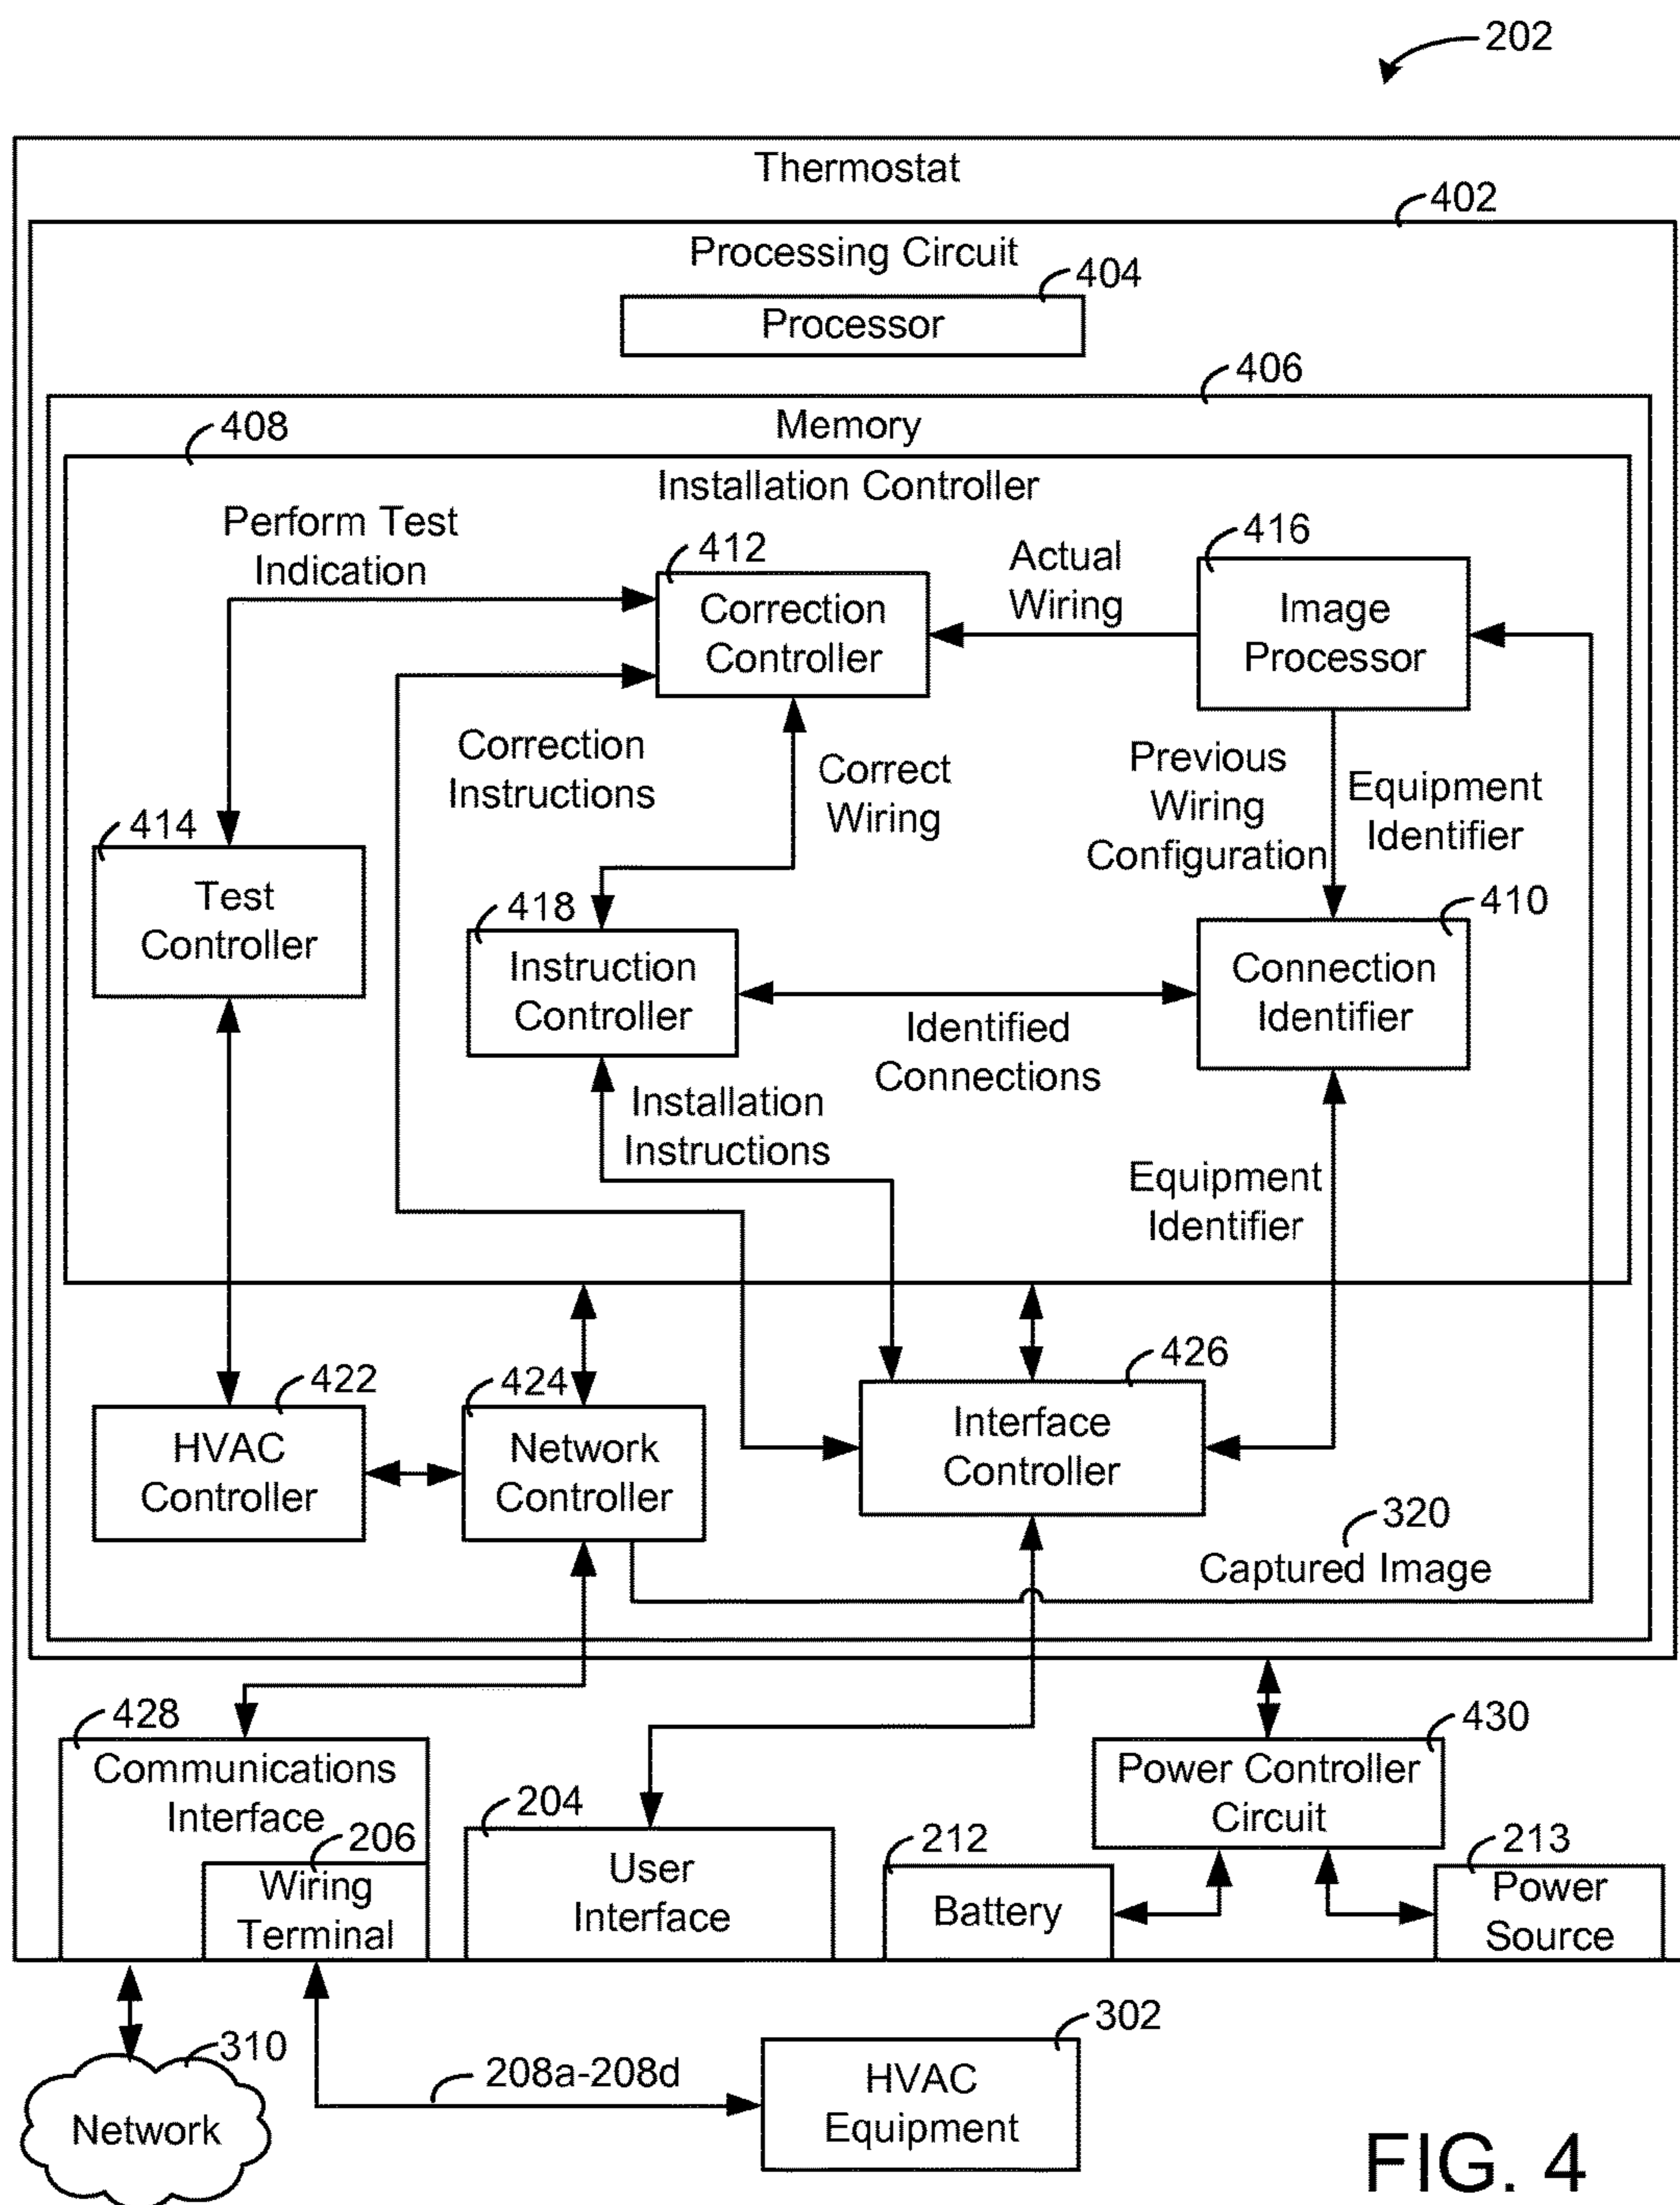 202
Thermostat
402
Processing Circuit
404
Processor
406
Memory
408
Installation Controller
Perform Test
Indication
412
Correction
Controller
Actual
Wiring
416
Image
Processor
Correction
Instructions
Correct
Wiring
Previous
Wiring
Configuration
Equipment
Identifier
414
Test
Controller
418
Instruction
Controller
410
Connection
Identifier
Identified
Connections
Installation
Instructions
Equipment
Identifier
422
HVAC
Controller
424
Network
Controller
426
Interface
Controller
320
Captured Image
428
Communications
Interface
206
Wiring
Terminal
204
User
Interface
430
Power Controller
Circuit
212
Battery
213
Power
Source
310
Network
208a-208d
302
HVAC
Equipment
FIG. 4